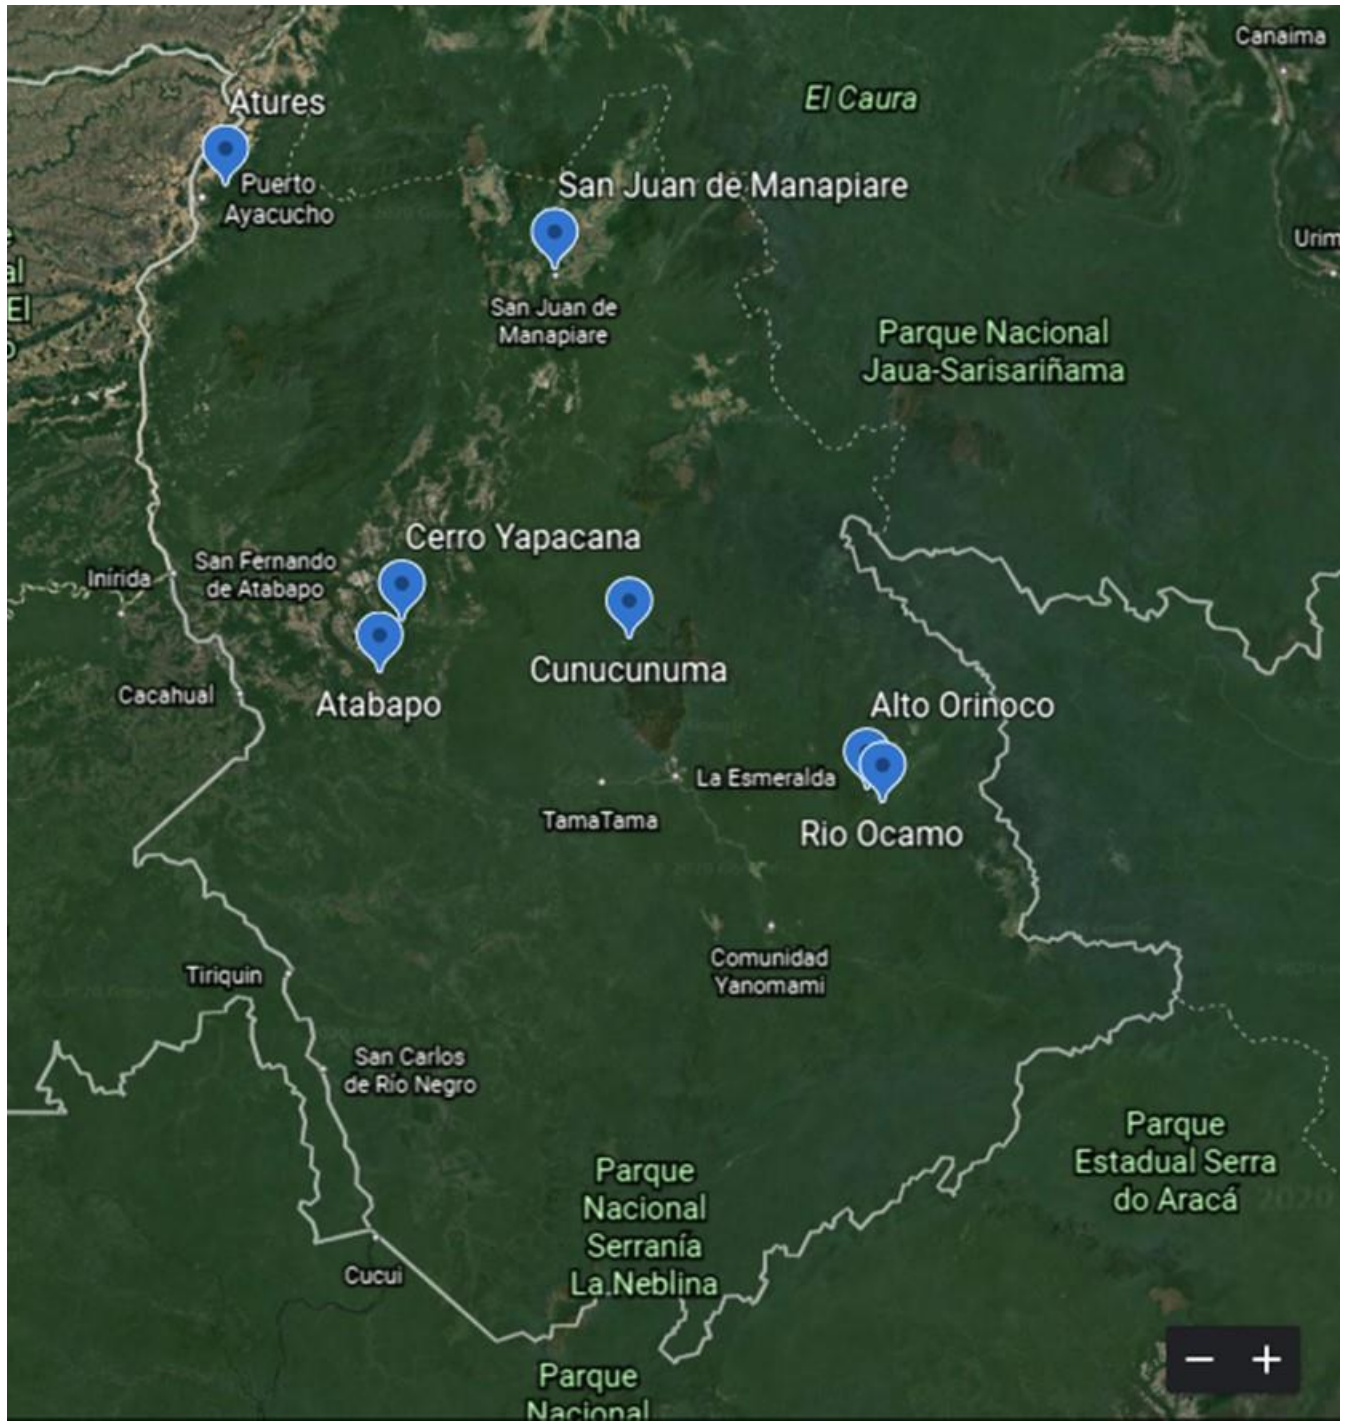 Canaima
El Caura
Atures
Puerto
Ayacucho
San Juan de Manapiare
Urim
al
El
San Juan de
Manapiare
Parque Nacional
Jaua-Sarisariñama
Cerro Yapacana
San Fernando
de Atabapo
Inírida
Cunucunuma
Cacahual
Atabapo
Alto Orinoco
La Esmeralda
TamaTama
Rio Ocamo
Comunidad
Yanomami
Tiriquin
San Carlos
de Río Negro
Parque
Estadual Serra
do Aracá
2020
Parque
Nacional
Serranía
La Neblina
Cucui
Parque
Nacional
− +